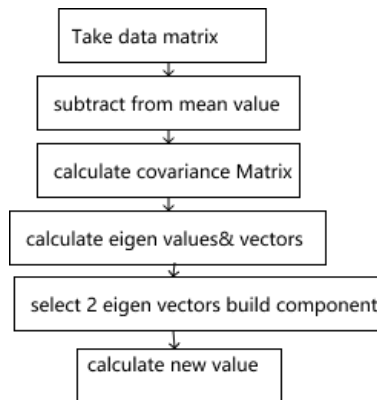 Take data matrix
subtract from mean value
calculate covariance Matrix
calculate eigen values& vectors
select 2 eigen vectors build component
calculate new value